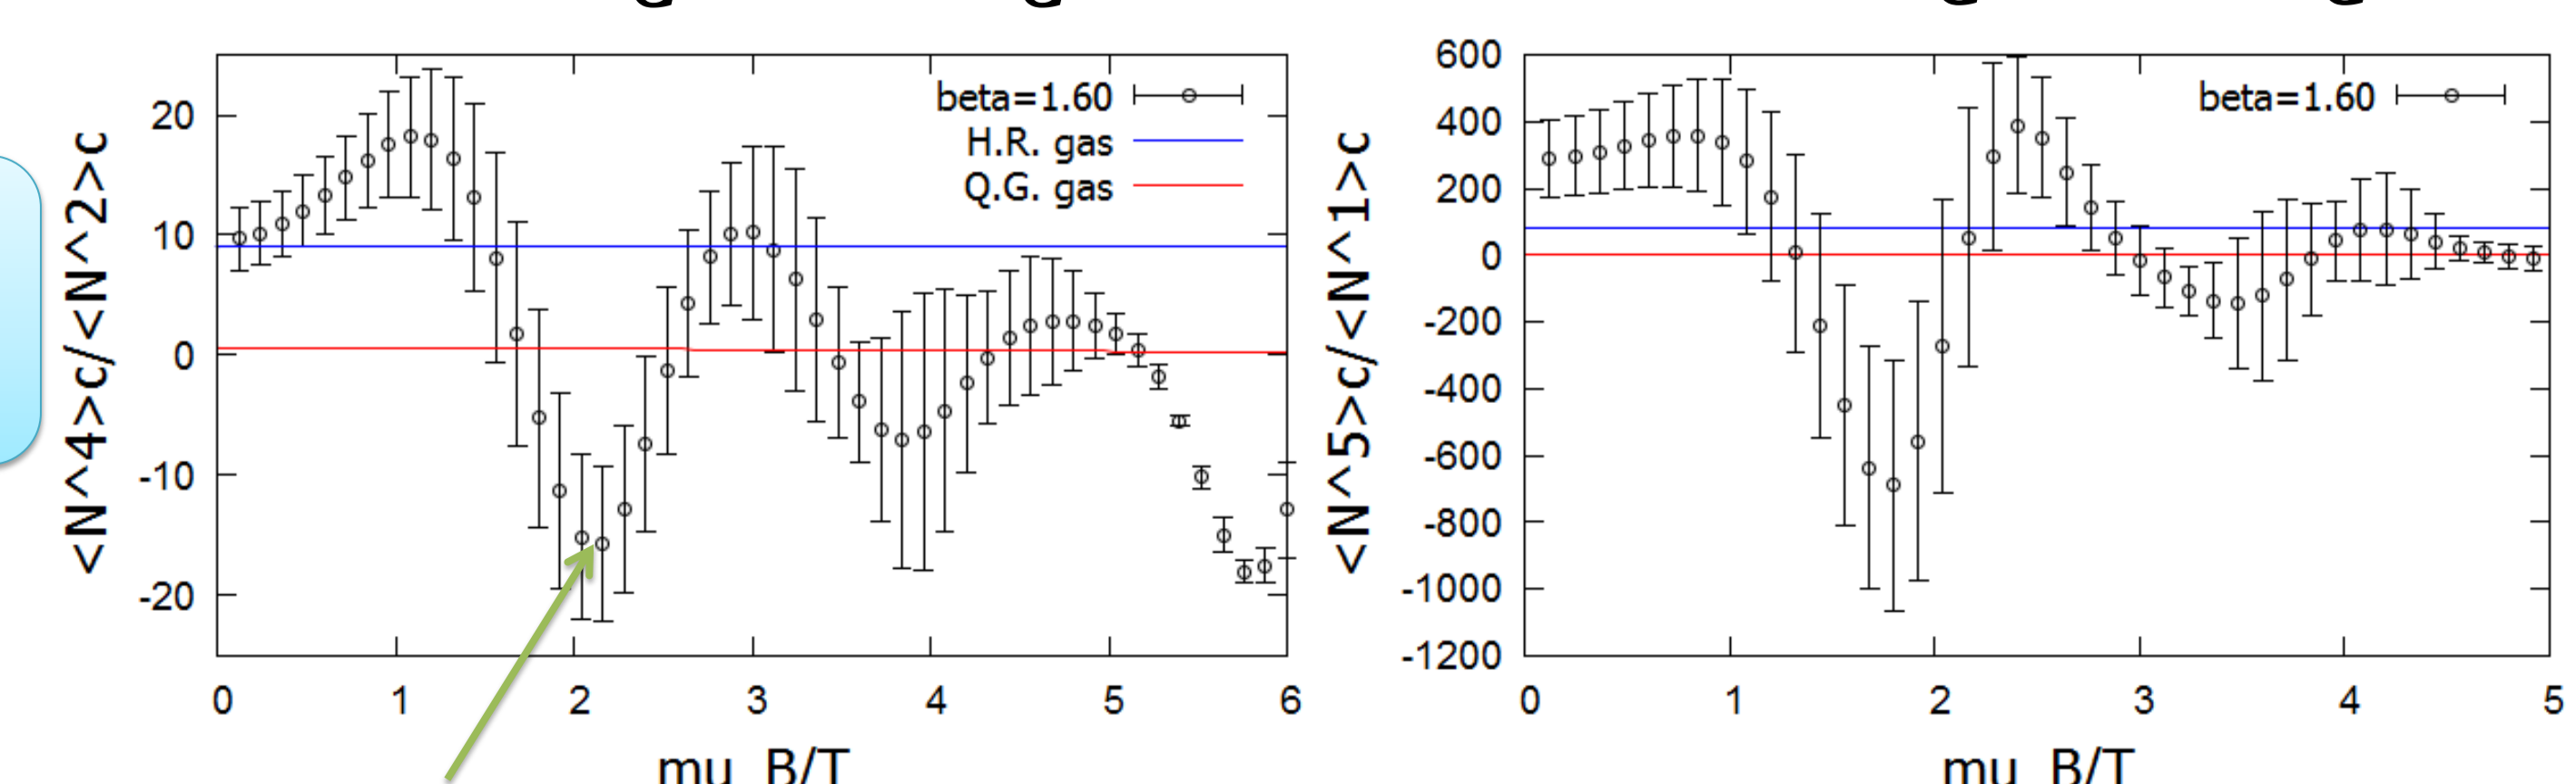 <N^4>c/<N^2>c
20
10
0
-10
-20
beta=1.60
H.R. gas
Q.G. gas
0 1 2 3 4 5 6
mu_B/T
<N^5>c/<N^1>c
600
400
200
0
-200
-400
-600
-800
-1000
-1200
beta=1.60
0 1 2 3 4 5
mu_B/T